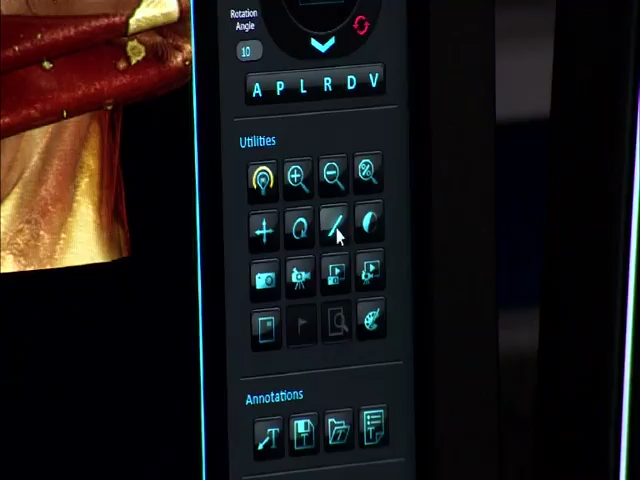 Rotation
Angle
10
A P L R D V
Utilities
%
Annotations
T T T T